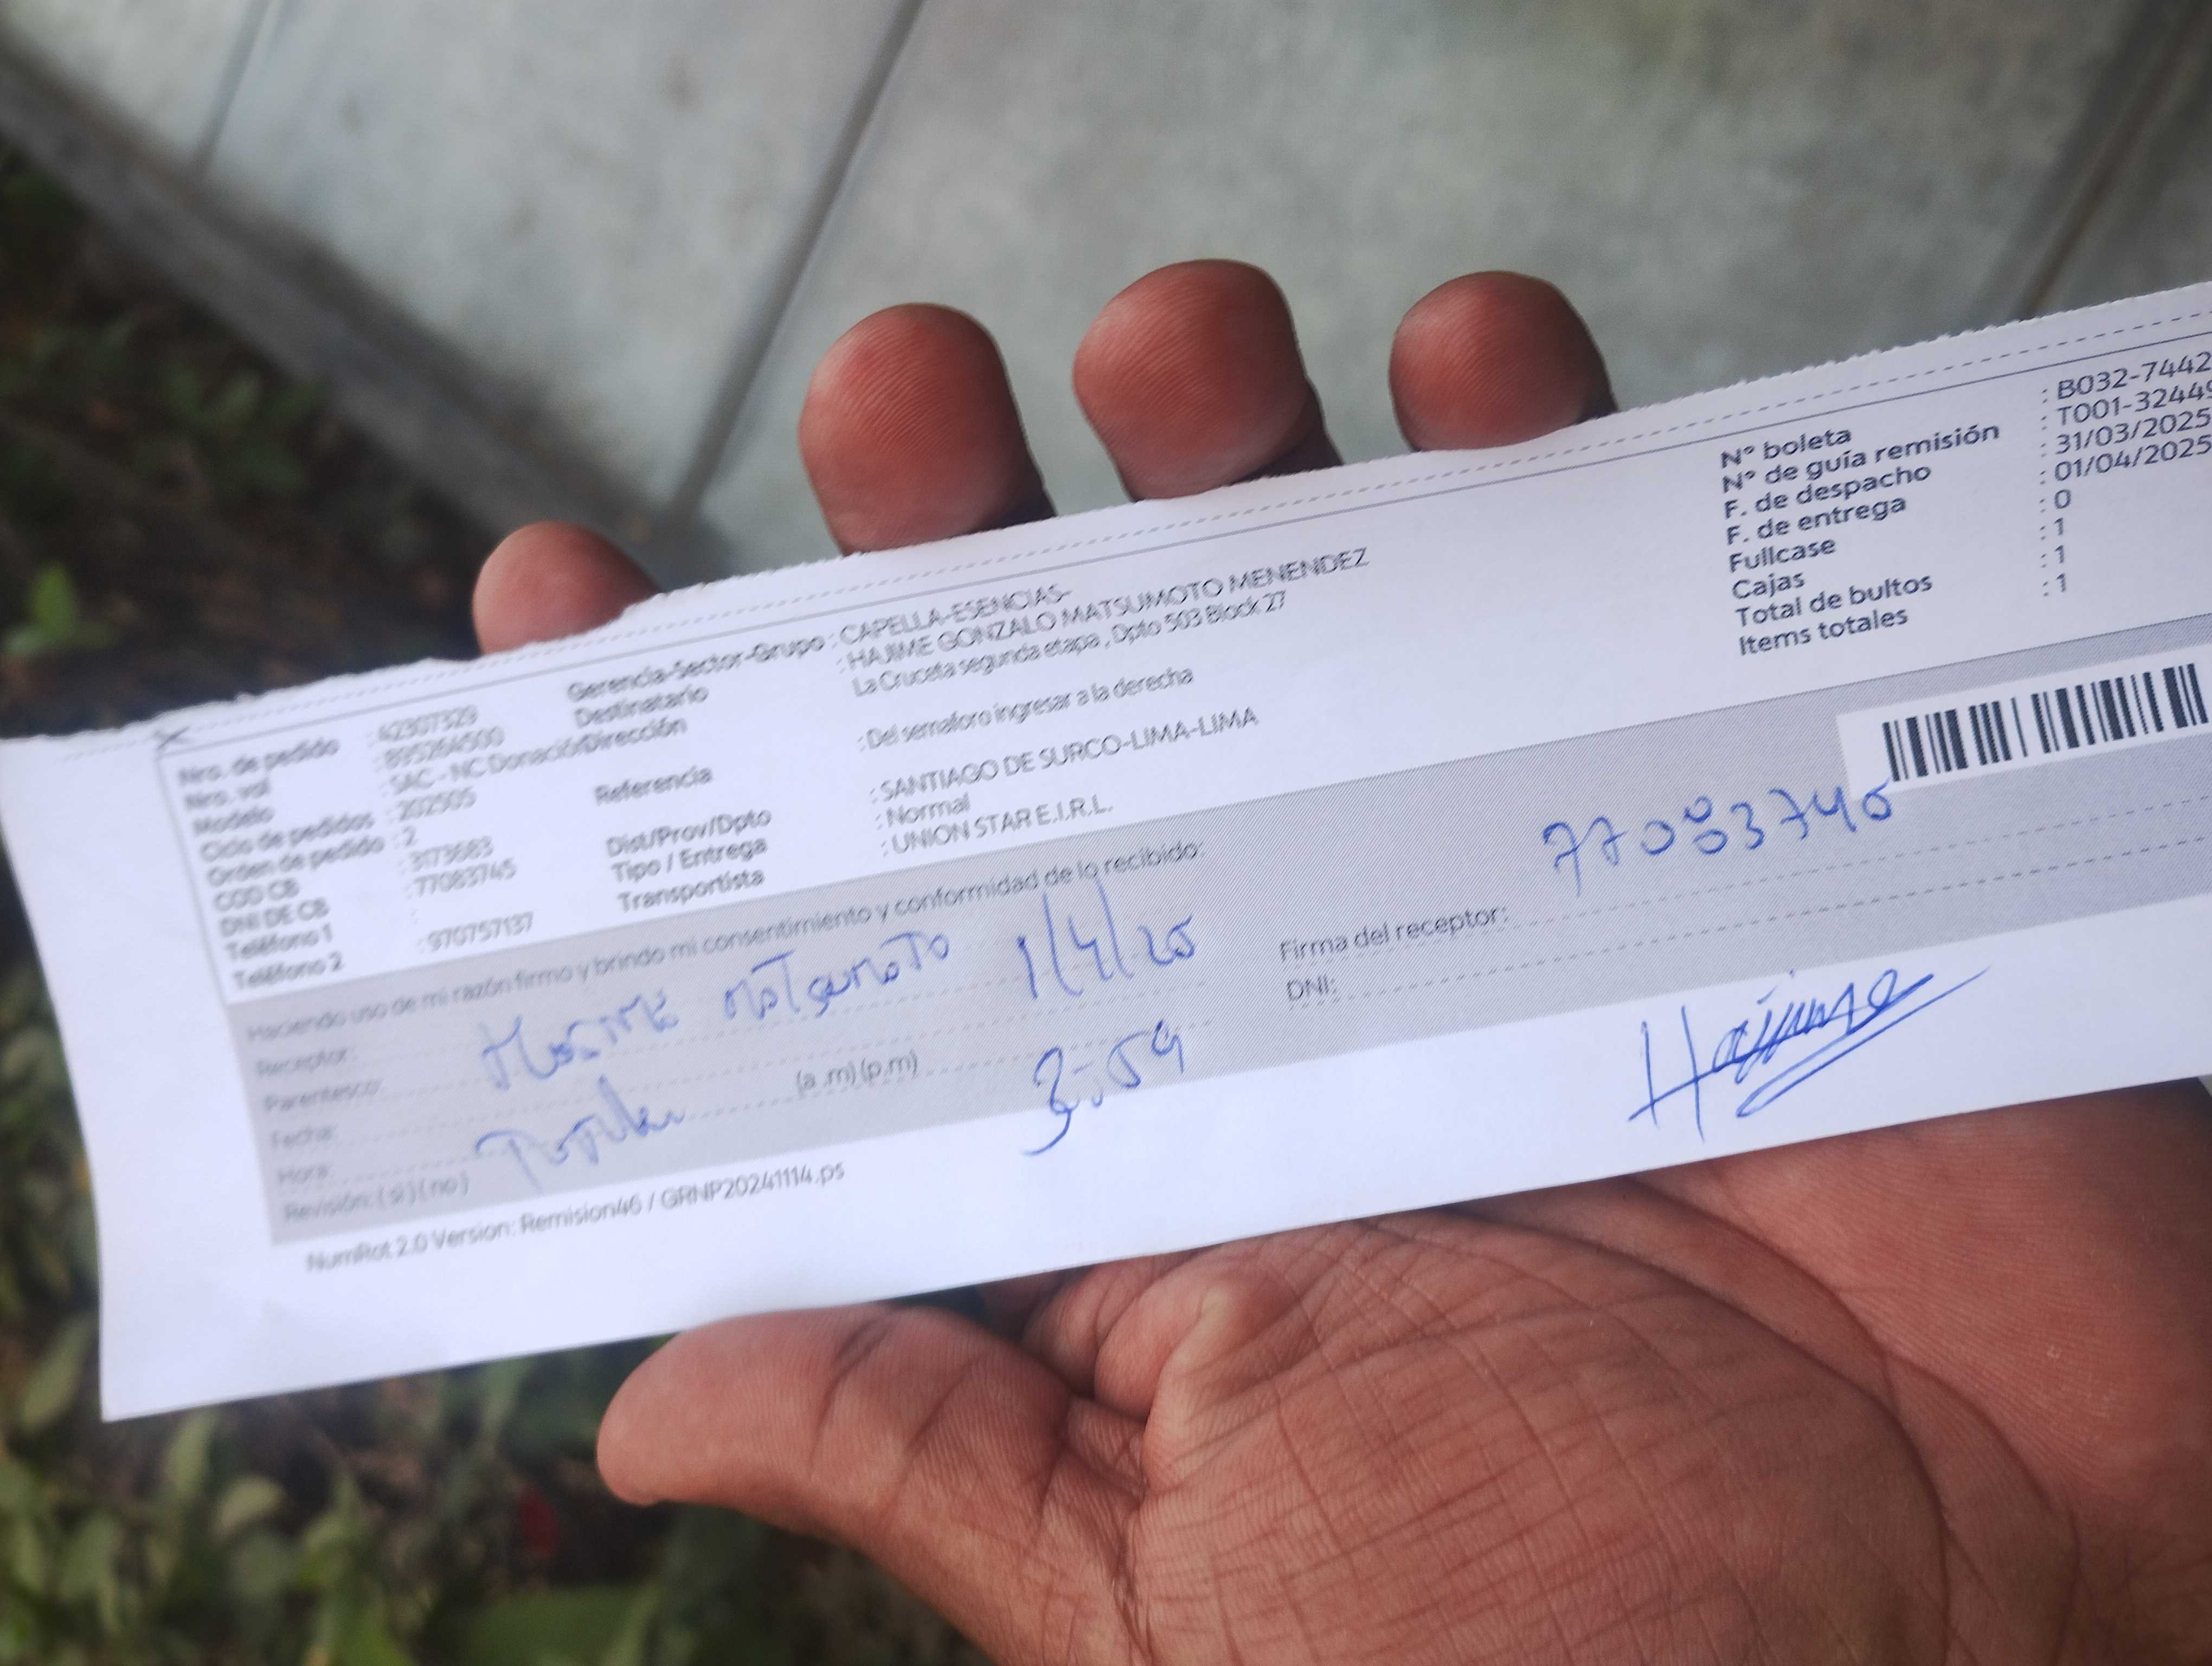 Nro. de pedido : 42307329
Nro. vol : 895264500
Modelo : SAC - NC Donación
Ciclo de pedidos : 202505
Orden de pedido : 2
COD CB : 3173683
DNI DE CB : 77083745
Teléfono 1 :
Teléfono 2 : 970757137
Gerencia-Sector-Grupo : CAPELLA-ESENCIAS-
Destinatario : HAJIME GONZALO MATSUMOTO MENENDEZ
Dirección La Cruceta segunda etapa , Dpto 503 Block 27
Referencia : Del semaforo ingresar a la derecha
Dist/Prov/Dpto : SANTIAGO DE SURCO-LIMA-LIMA
Tipo / Entrega : Normal
Transportista : UNION STAR E.I.R.L.
N° boleta : B032-7442
N° de guía remisión : T001-32449
F. de despacho : 31/03/2025
F. de entrega : 01/04/2025
Fullcase : 0
Cajas : 1
Total de bultos : 1
Items totales : 1
Haciendo uso de mi razón firmo y brindo mi consentimiento y conformidad de lo recibido:
Receptor: Matsumoto 1/4/25
Parentesco:
Fecha:
Hora: (a .m) (p.m) 3:59
Revisión: ( si ) ( no )
77083745
Firma del receptor:
DNI:
Hajime
NumRot 2.0 Version: Remision46 / GRNP20241114.ps